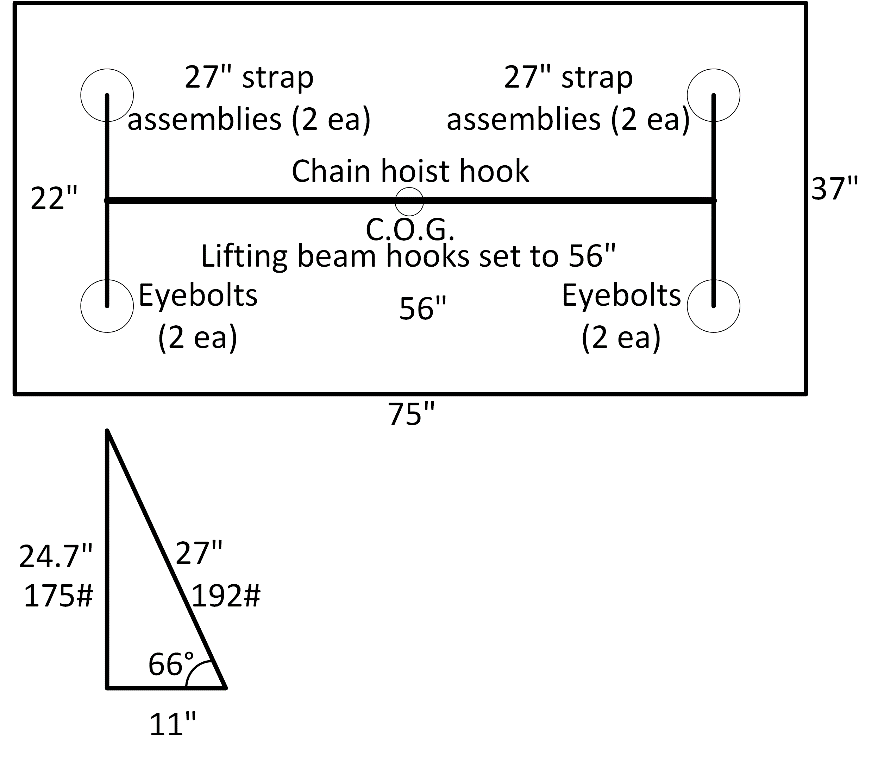 27" strap
assemblies (2 ea)
27" strap
assemblies (2 ea)
Chain hoist hook
22"
37"
C.O.G.
Lifting beam hooks set to 56"
Eyebolts
(2 ea)
56"
Eyebolts
(2 ea)
75"
24.7"
175#
27"
192#
66°
11"